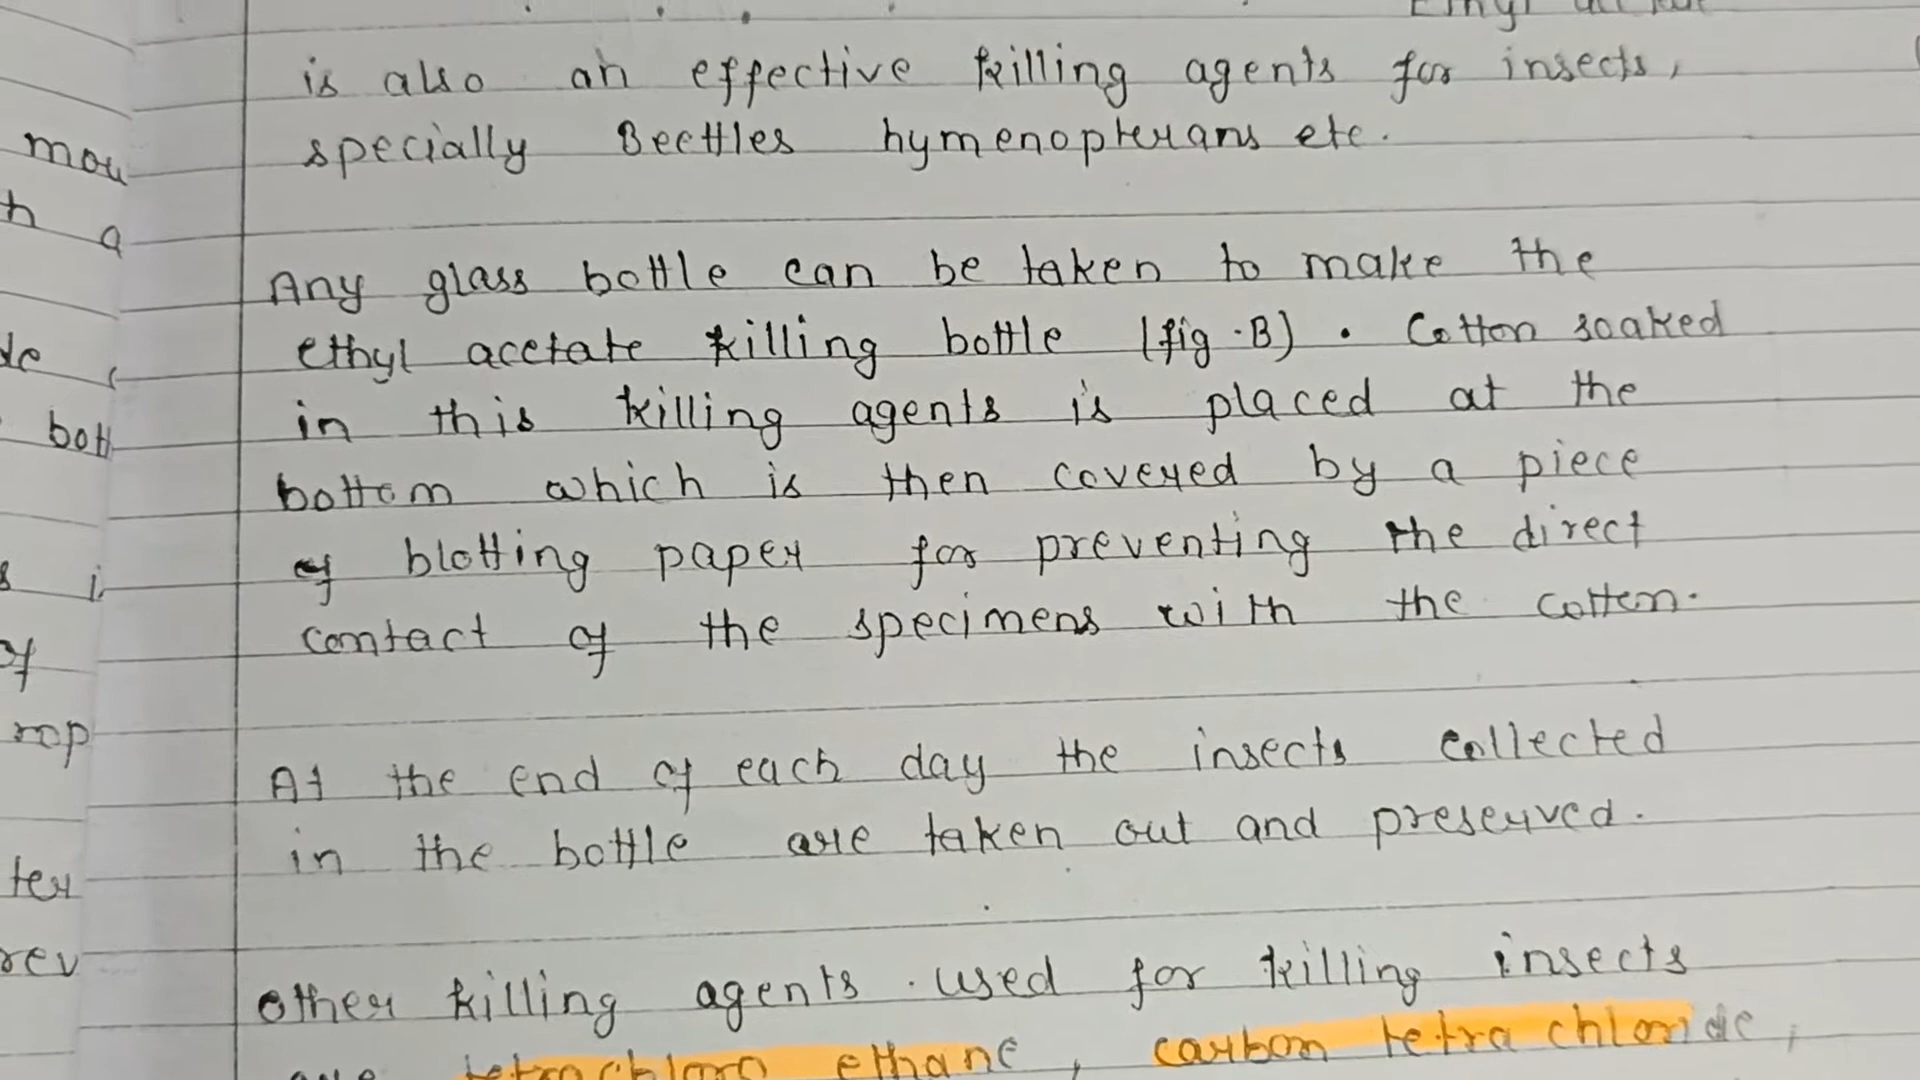 is also an effective killing agents for insects,
specially Beettles hymenopterans etc.
Any glass bottle can be taken to make the
ethyl acetate killing bottle (fig.B). Cotton soaked
in this killing agents is placed at the
bottom which is then covered by a piece
of blotting paper for preventing the direct
contact of the specimens with the cotton.
At the end of each day the insects collected
in the bottle are taken out and preserved.
Other killing agents used for killing insects
are tetrachloro ethane, carbon tetra chloride,